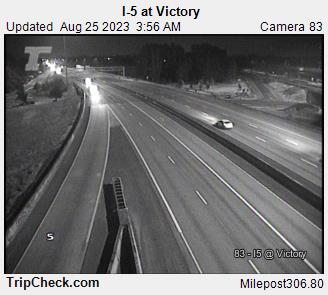 I-5 at Victory
Updated Aug 25 2023 3:56 AM Camera 83
S
83 - I5 @ Victory
TripCheck.com Milepost306.80